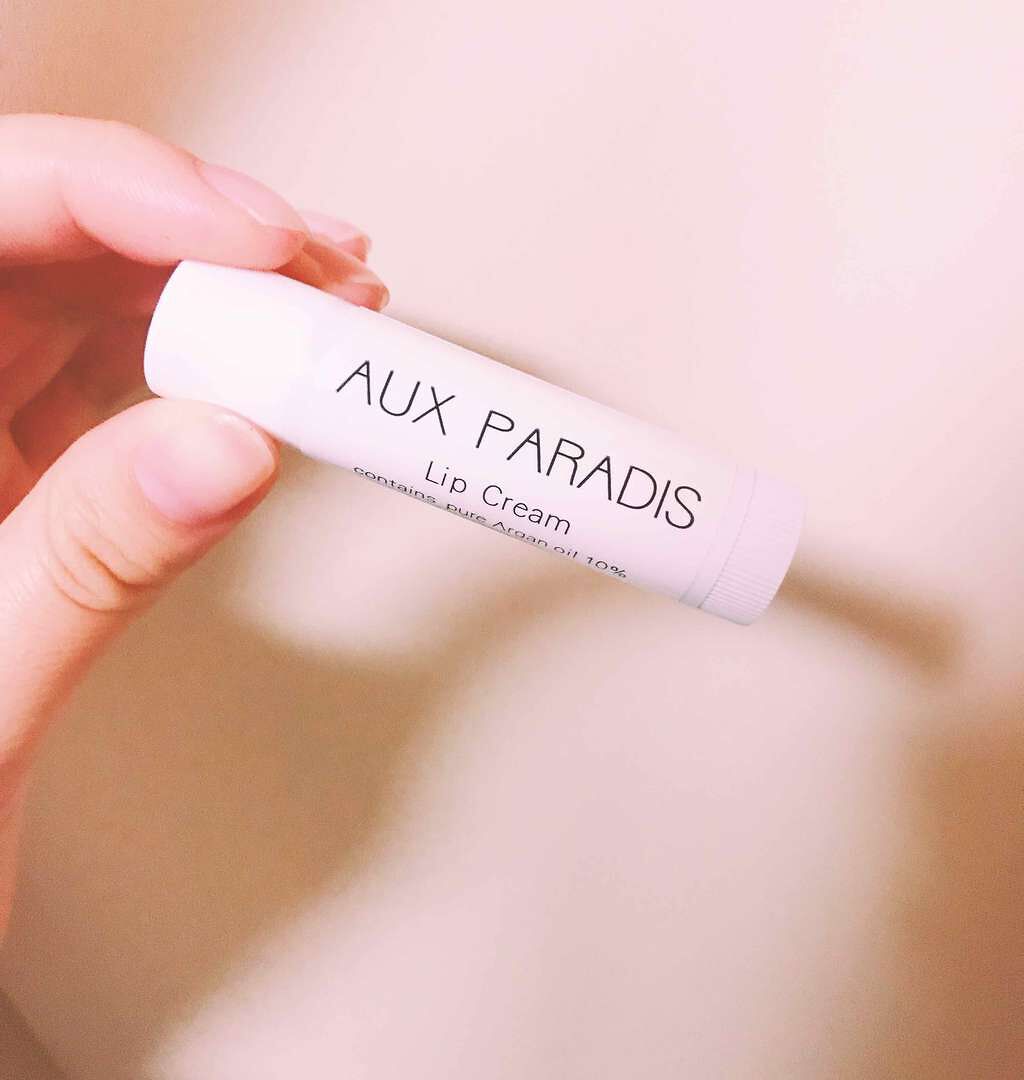 AUX PARADIS
Lip Cream
contains pure Argan oil 10%